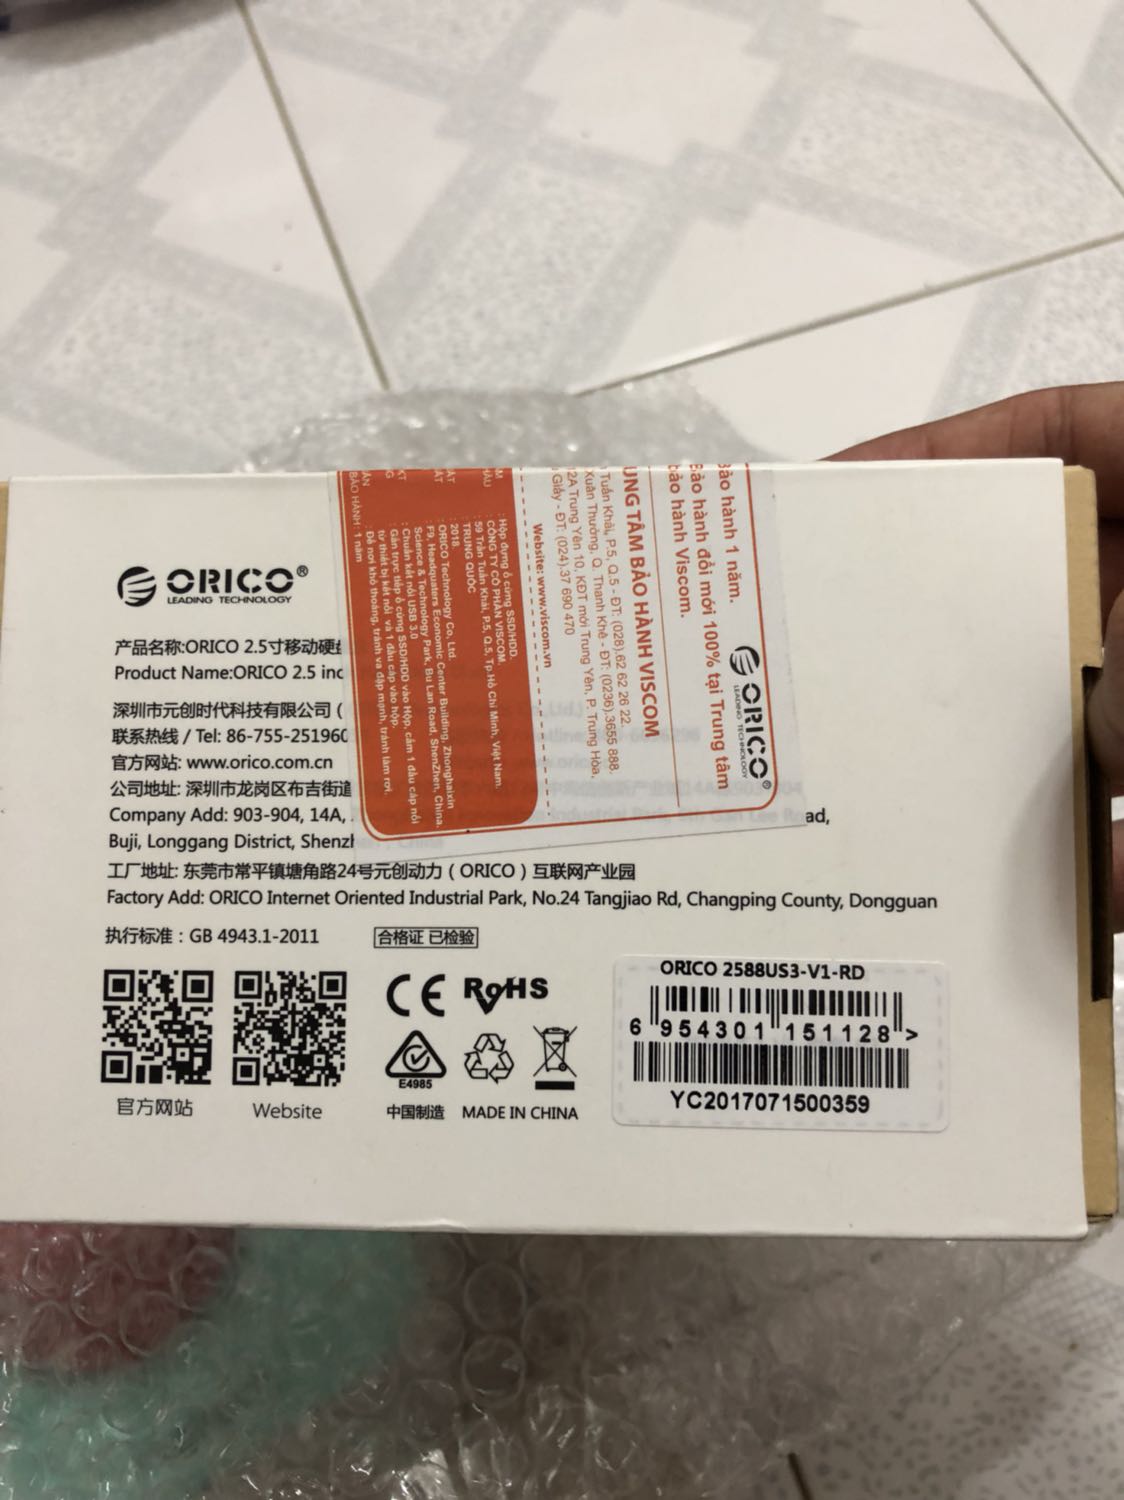 ORICO®
LEADING TECHNOLOGY
产品名称:ORICO 2.5寸移动硬
Product Name:ORICO 2.5 inc
深圳市元创时代科技有限公司 (
联系热线 / Tel: 86-755-251960
官方网站: www.orico.com.cn
公司地址: 深圳市龙岗区布吉街道
Company Add: 903-904, 14A,
ad,
Buji, Longgang District, Shenzh
工厂地址: 东莞市常平镇塘角路24号元创动力(ORICO)互联网产业园
Factory Add: ORICO Internet Oriented Industrial Park, No.24 Tangjiao Rd, Changping County, Dongguan
执行标准:GB 4943.1-2011
合格证 已检验
官方网站
Website
CE
RoHS
E4985
中国制造
MADE IN CHINA
ORICO 2588US3-V1-RD
6 954301 151128 >
YC2017071500359
ORICO®
LEADING TECHNOLOGY
Bảo hành 1 năm.
Bảo hành đổi mới 100% tại Trung tâm
bảo hành Viscom.
UNG TÂM BẢO HÀNH VISCOM
Tuấn Khải, P.5, Q.5 - ĐT: (028).62 62 26 22.
Xuân Thưởng, Q. Thanh Khê - ĐT: (0236).3655 888.
12A Trung Yên 10, KĐT mới Trung Yên, P. Trung Hòa,
Giấy - ĐT: (024).37 690 470
Website: www.viscom.vn
: Hộp đựng ổ cứng SSD/HDD.
: CÔNG TY CỔ PHẦN VISCOM.
59 Trần Tuấn Khải, P.5, Q.5, Tp.Hồ Chí Minh, Việt Nam.
: TRUNG QUỐC
: 2018
: ORICO Technology Co., Ltd.
: F9, Headquaters Economic Center Building, Zhonghaixin
Science & Technology Park, Bu Lan Road, ShenZhen, China.
: Chuẩn kết nối USB 3.0
: Gắn trực tiếp ổ cứng SSD/HDD vào Hộp, cắm 1 đầu cáp nối
từ thiết bị kết nối và 1 đầu cáp vào hộp.
: Để nơi khô thoáng, tránh va đập mạnh, tránh làm rơi.
BẢO HÀNH : 1 năm